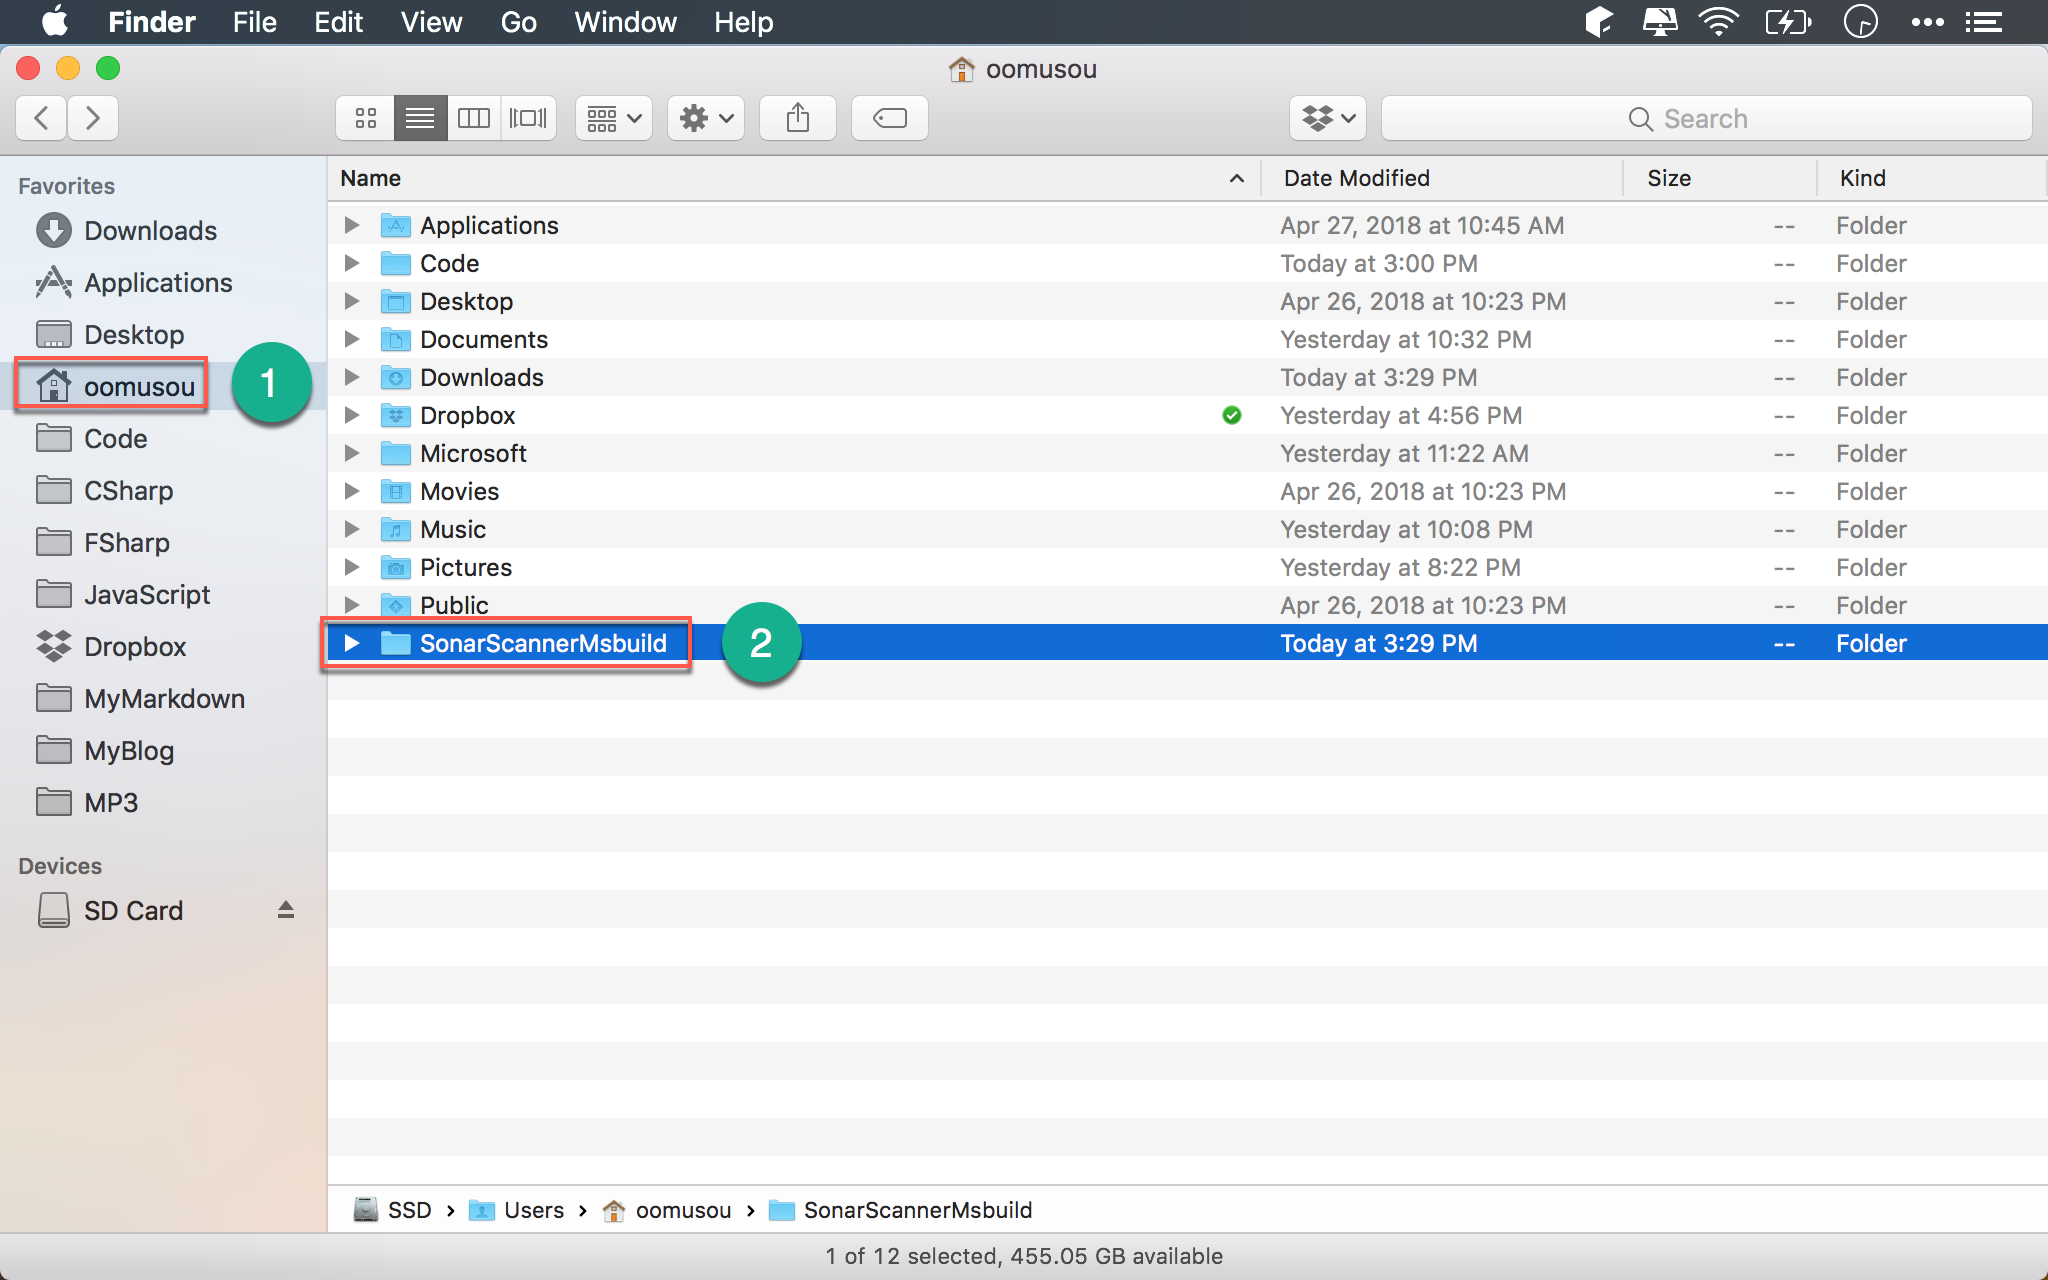 Finder File Edit View Go Window Help
oomusou
Search
Favorites
Downloads
Applications
Desktop
oomusou
1
Code
CSharp
FSharp
JavaScript
Dropbox
MyMarkdown
MyBlog
MP3
Devices
SD Card
Name Date Modified Size Kind
Applications Apr 27, 2018 at 10:45 AM -- Folder
Code Today at 3:00 PM -- Folder
Desktop Apr 26, 2018 at 10:23 PM -- Folder
Documents Yesterday at 10:32 PM -- Folder
Downloads Today at 3:29 PM -- Folder
Dropbox Yesterday at 4:56 PM -- Folder
Microsoft Yesterday at 11:22 AM -- Folder
Movies Apr 26, 2018 at 10:23 PM -- Folder
Music Yesterday at 10:08 PM -- Folder
Pictures Yesterday at 8:22 PM -- Folder
Public Apr 26, 2018 at 10:23 PM -- Folder
SonarScannerMsbuild 2 Today at 3:29 PM -- Folder
SSD › Users › oomusou › SonarScannerMsbuild
1 of 12 selected, 455.05 GB available